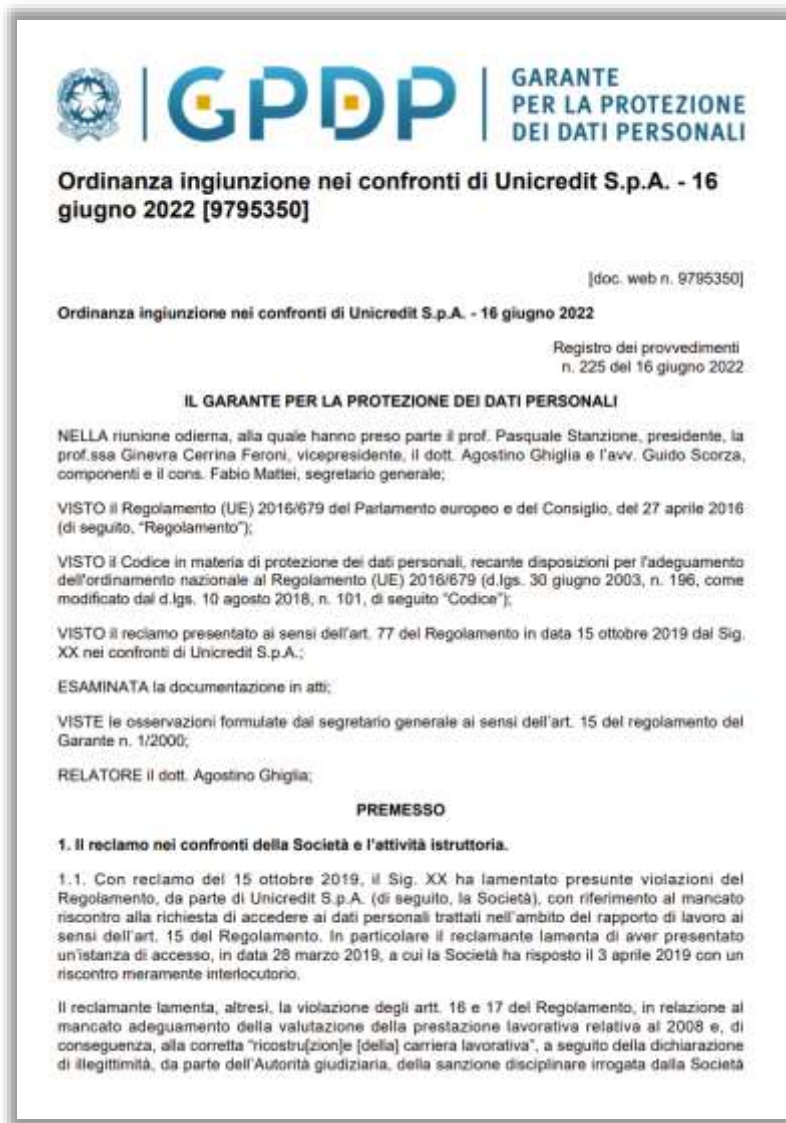 GPDP
GARANTE
PER LA PROTEZIONE
DEI DATI PERSONALI
Ordinanza ingiunzione nei confronti di Unicredit S.p.A. - 16
giugno 2022 [9795350]
[doc. web n. 9795350]
Ordinanza ingiunzione nei confronti di Unicredit S.p.A. - 16 giugno 2022
Registro dei provvedimenti
n. 225 del 16 giugno 2022
IL GARANTE PER LA PROTEZIONE DEI DATI PERSONALI
NELLA riunione odierna, alla quale hanno preso parte il prof. Pasquale Stanzione, presidente, la
prof.ssa Ginevra Cerrina Feroni, vicepresidente, il dott. Agostino Ghiglia e l'avv. Guido Scorza,
componenti e il cons. Fabio Mattei, segretario generale;
VISTO il Regolamento (UE) 2016/679 del Parlamento europeo e del Consiglio, del 27 aprile 2016
(di seguito, "Regolamento");
VISTO il Codice in materia di protezione dei dati personali, recante disposizioni per l'adeguamento
dell'ordinamento nazionale al Regolamento (UE) 2016/679 (d.lgs. 30 giugno 2003, n. 196, come
modificato dal d.lgs. 10 agosto 2018, n. 101, di seguito "Codice");
VISTO il reclamo presentato ai sensi dell'art. 77 del Regolamento in data 15 ottobre 2019 dal Sig.
XX nei confronti di Unicredit S.p.A.;
ESAMINATA la documentazione in atti;
VISTE le osservazioni formulate dal segretario generale ai sensi dell'art. 15 del regolamento del
Garante n. 1/2000;
RELATORE il dott. Agostino Ghiglia;
PREMESSO
1. Il reclamo nei confronti della Società e l'attività istruttoria.
1.1. Con reclamo del 15 ottobre 2019, il Sig. XX ha lamentato presunte violazioni del
Regolamento, da parte di Unicredit S.p.A. (di seguito, la Società), con riferimento al mancato
riscontro alla richiesta di accedere ai dati personali trattati nell'ambito del rapporto di lavoro ai
sensi dell'art. 15 del Regolamento. In particolare il reclamante lamenta di aver presentato
un'istanza di accesso, in data 28 marzo 2019, a cui la Società ha risposto il 3 aprile 2019 con un
riscontro meramente interlocutorio.
Il reclamante lamenta, altresì, la violazione degli artt. 16 e 17 del Regolamento, in relazione al
mancato adeguamento della valutazione della prestazione lavorativa relativa al 2008 e, di
conseguenza, alla corretta "ricostru[zion]e [della] carriera lavorativa", a seguito della dichiarazione
di illegittimità, da parte dell'Autorità giudiziaria, della sanzione disciplinare irrogata dalla Società